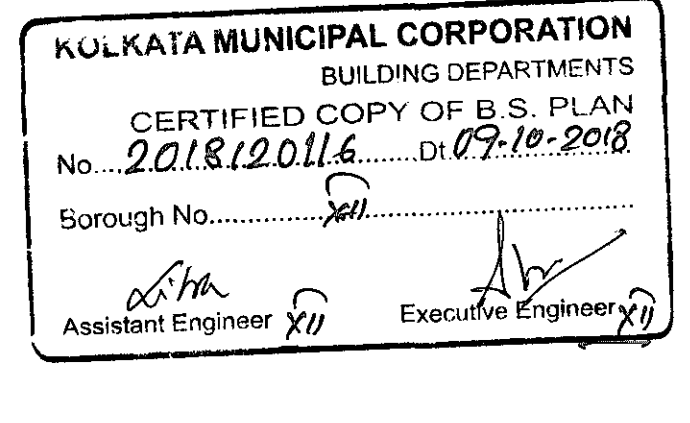 KOLKATA MUNICIPAL CORPORATION
BUILDING DEPARTMENTS
CERTIFIED COPY OF B.S. PLAN
No....2018120116........Dt.09-10-2018
Borough No...............XII.......................................
Assistant Engineer XII Executive Engineer XII